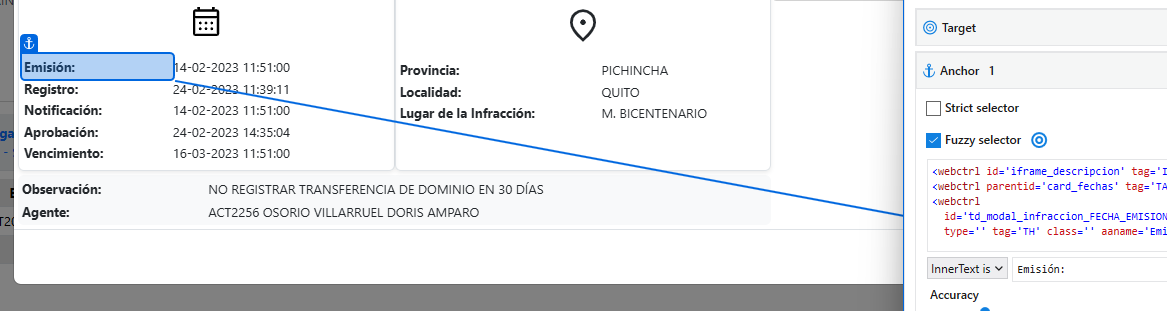 Emisión: 14-02-2023 11:51:00
Registro: 24-02-2023 11:39:11
Notificación: 14-02-2023 11:51:00
Aprobación: 24-02-2023 14:35:04
Vencimiento: 16-03-2023 11:51:00
Provincia: PICHINCHA
Localidad: QUITO
Lugar de la Infracción: M. BICENTENARIO
Observación: NO REGISTRAR TRANSFERENCIA DE DOMINIO EN 30 DÍAS
Agente: ACT2256 OSORIO VILLARRUEL DORIS AMPARO
Target
Anchor 1
Strict selector
Fuzzy selector
<webctrl id='iframe_descripcion' tag='I
<webctrl parentid='card_fechas' tag='TA
<webctrl
id='td_modal_infraccion_FECHA_EMISION
type='' tag='TH' class='' aaname='Emi
InnerText is Emisión:
Accuracy